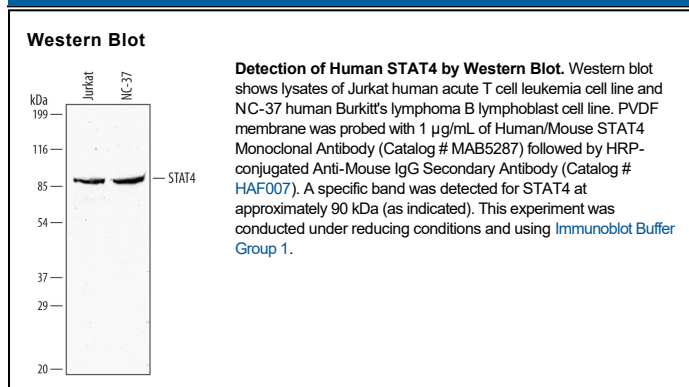 Western Blot
Jurkat
NC-37
kDa
199
116
85
54
37
29
20
STAT4
Detection of Human STAT4 by Western Blot. Western blot
shows lysates of Jurkat human acute T cell leukemia cell line and
NC-37 human Burkitt's lymphoma B lymphoblast cell line. PVDF
membrane was probed with 1 µg/mL of Human/Mouse STAT4
Monoclonal Antibody (Catalog # MAB5287) followed by HRP-
conjugated Anti-Mouse IgG Secondary Antibody (Catalog #
HAF007). A specific band was detected for STAT4 at
approximately 90 kDa (as indicated). This experiment was
conducted under reducing conditions and using Immunoblot Buffer
Group 1.